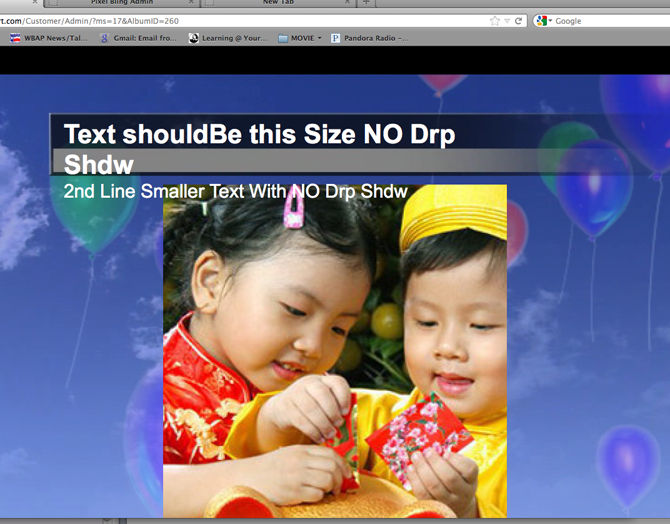 Pixel Bling Admin New Tab
rt.com/Customer/Admin/?ms=17&AlbumID=260 Google
WBAP News/Tal... Gmail: Email fro... Learning @ Your... MOVIE Pandora Radio –...
Text shouldBe this Size NO Drp
Shdw
2nd Line Smaller Text With NO Drp Shdw